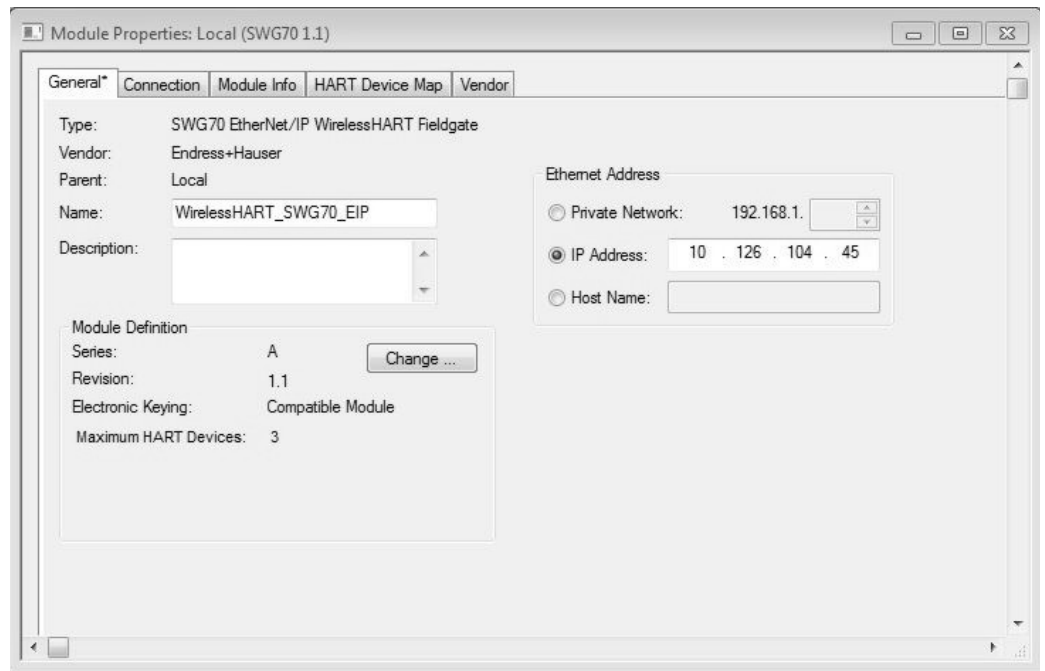 Module Properties: Local (SWG70 1.1)
General* Connection Module Info HART Device Map Vendor
Type: SWG70 EtherNet/IP WirelessHART Fieldgate
Vendor: Endress+Hauser
Parent: Local
Name: WirelessHART_SWG70_EIP
Description:
Module Definition
Series: A Change ...
Revision: 1.1
Electronic Keying: Compatible Module
Maximum HART Devices: 3
Ethernet Address
Private Network: 192.168.1.
IP Address: 10 . 126 . 104 . 45
Host Name: